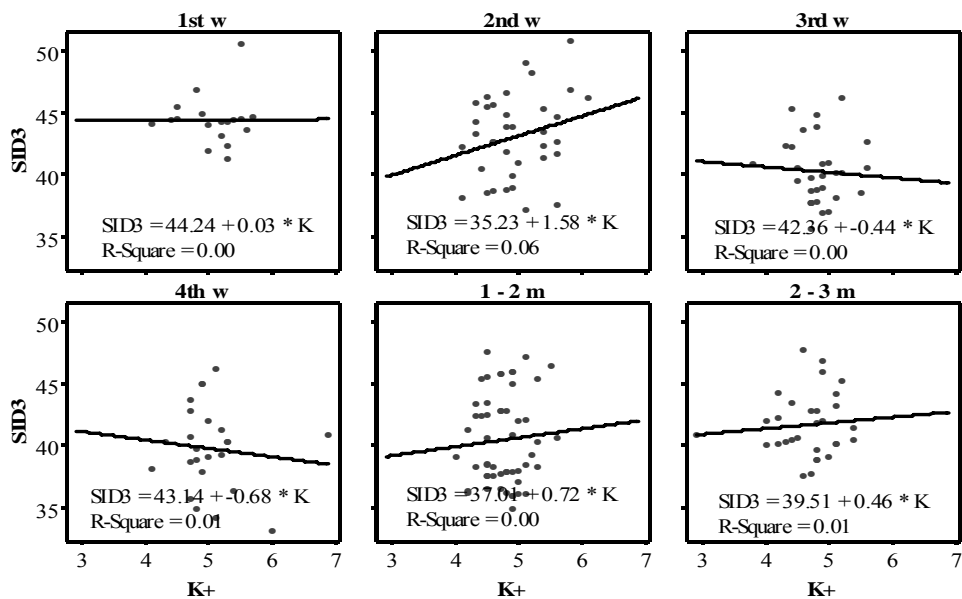 1st w
2nd w
3rd w
50
45
40
35
SID3
SID3 = 44.24 + 0.03 * K
R-Square = 0.00
SID3 = 35.23 + 1.58 * K
R-Square = 0.06
SID3 = 42.36 + -0.44 * K
R-Square = 0.00
4th w
1 - 2 m
2 - 3 m
50
45
40
35
SID3
SID3 = 43.14 + -0.68 * K
R-Square = 0.01
SID3 = 37.01 + 0.72 * K
R-Square = 0.00
SID3 = 39.51 + 0.46 * K
R-Square = 0.01
3 4 5 6 7
3 4 5 6 7
3 4 5 6 7
K+
K+
K+